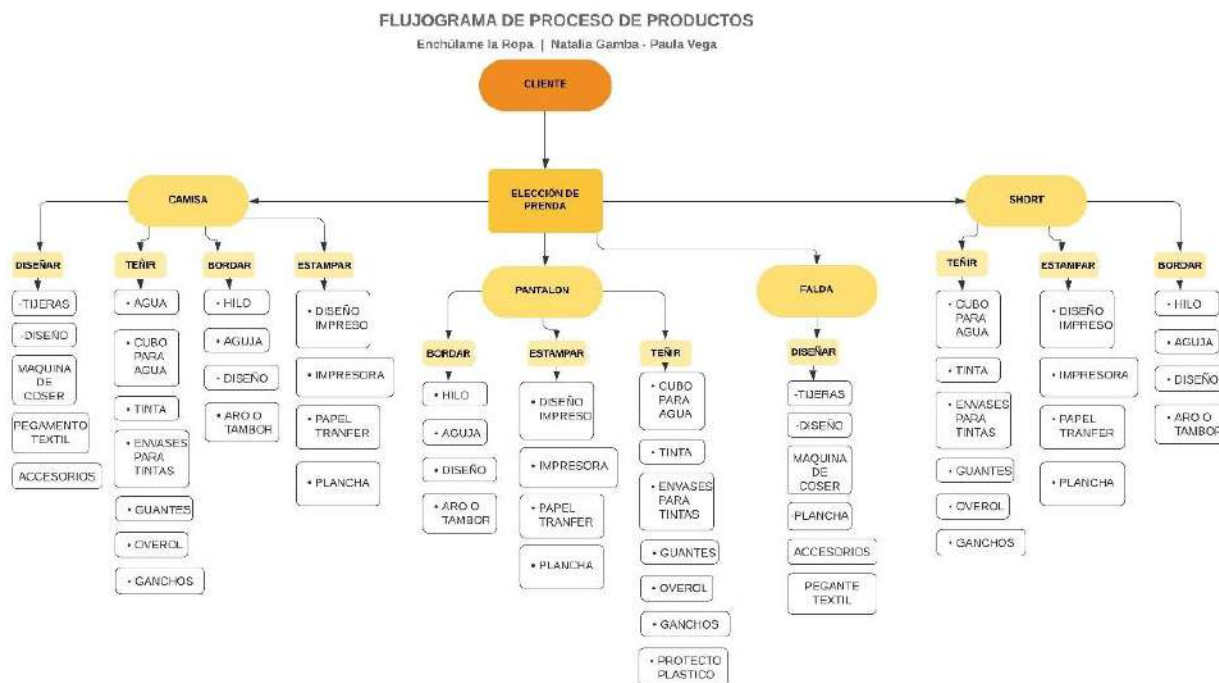 FLUJOGRAMA DE PROCESO DE PRODUCTOS
Enchúlame la Ropa | Natalia Gamba - Paula Vega
CLIENTE
ELECCIÓN DE
PRENDA
CAMISA
DISEÑAR
-TIJERAS
-DISEÑO
MAQUINA
DE
COSER
PEGAMENTO
TEXTIL
ACCESORIOS
TEÑIR
• AGUA
• CUBO
PARA
AGUA
• TINTA
• ENVASES
PARA
TINTAS
• GUANTES
• OVEROL
• GANCHOS
BORDAR
• HILO
• AGUJA
• DISEÑO
• ARO O
TAMBOR
ESTAMPAR
• DISEÑO
IMPRESO
• IMPRESORA
• PAPEL
TRANFER
• PLANCHA
PANTALON
BORDAR
• HILO
• AGUJA
• DISEÑO
• ARO O
TAMBOR
ESTAMPAR
• DISEÑO
IMPRESO
• IMPRESORA
• PAPEL
TRANFER
• PLANCHA
TEÑIR
• CUBO
PARA
AGUA
• TINTA
• ENVASES
PARA
TINTAS
• GUANTES
• OVEROL
• GANCHOS
• PROTECTO
PLASTICO
FALDA
DISEÑAR
-TIJERAS
-DISEÑO
MAQUINA
DE
COSER
-PLANCHA
ACCESORIOS
PEGANTE
TEXTIL
SHORT
TEÑIR
• CUBO
PARA
AGUA
• TINTA
• ENVASES
PARA
TINTAS
• GUANTES
• OVEROL
• GANCHOS
ESTAMPAR
• DISEÑO
IMPRESO
• IMPRESORA
• PAPEL
TRANFER
• PLANCHA
BORDAR
• HILO
• AGUJA
• DISEÑO
• ARO O
TAMBOR